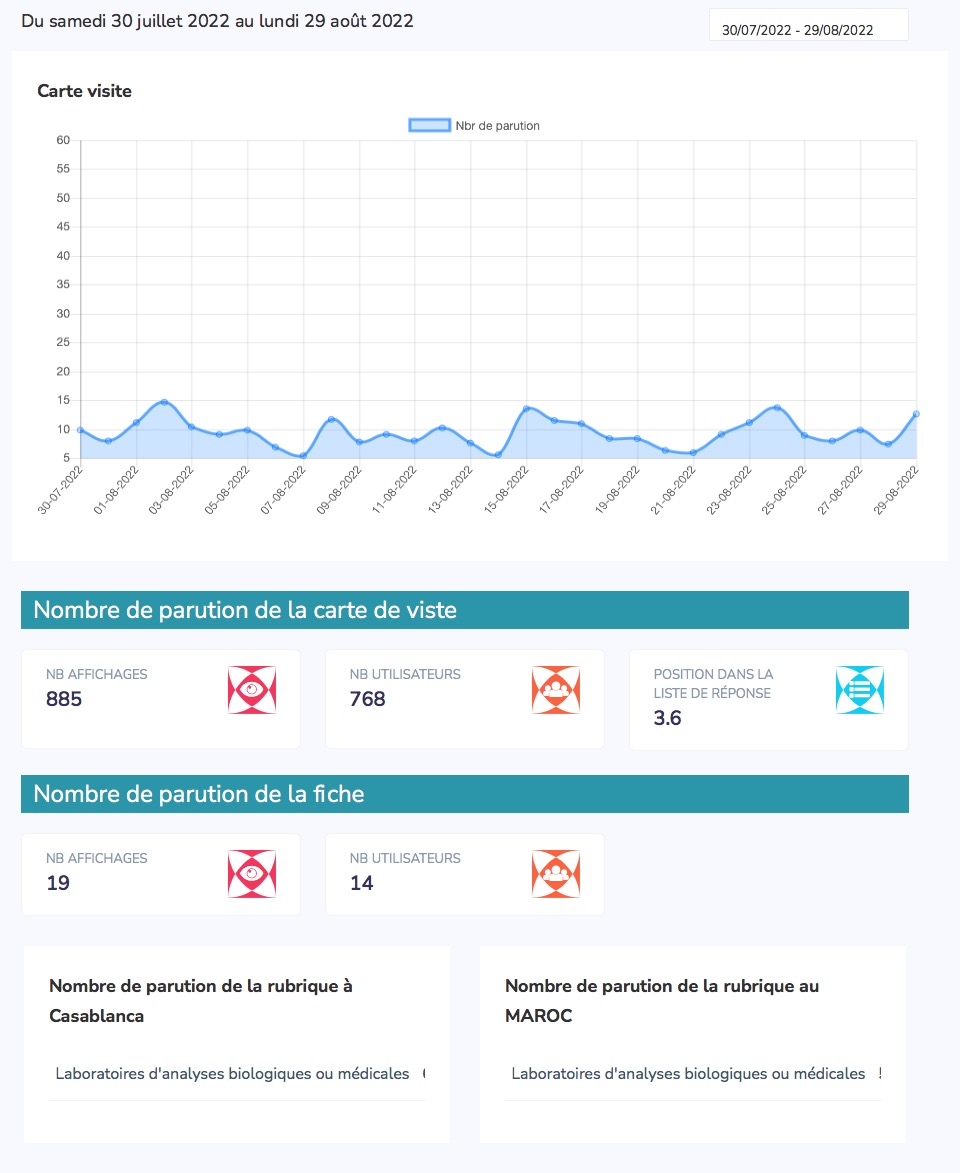 Du samedi 30 juillet 2022 au lundi 29 août 2022
30/07/2022 - 29/08/2022
Carte visite
Nbr de parution
60
55
50
45
40
35
30
25
20
15
10
5
30-07-2022
01-08-2022
03-08-2022
05-08-2022
07-08-2022
09-08-2022
11-08-2022
13-08-2022
15-08-2022
17-08-2022
19-08-2022
21-08-2022
23-08-2022
25-08-2022
27-08-2022
29-08-2022
Nombre de parution de la carte de viste
NB AFFICHAGES
885
NB UTILISATEURS
768
POSITION DANS LA
LISTE DE RÉPONSE
3.6
Nombre de parution de la fiche
NB AFFICHAGES
19
NB UTILISATEURS
14
Nombre de parution de la rubrique à
Casablanca
Laboratoires d'analyses biologiques ou médicales
Nombre de parution de la rubrique au
MAROC
Laboratoires d'analyses biologiques ou médicales